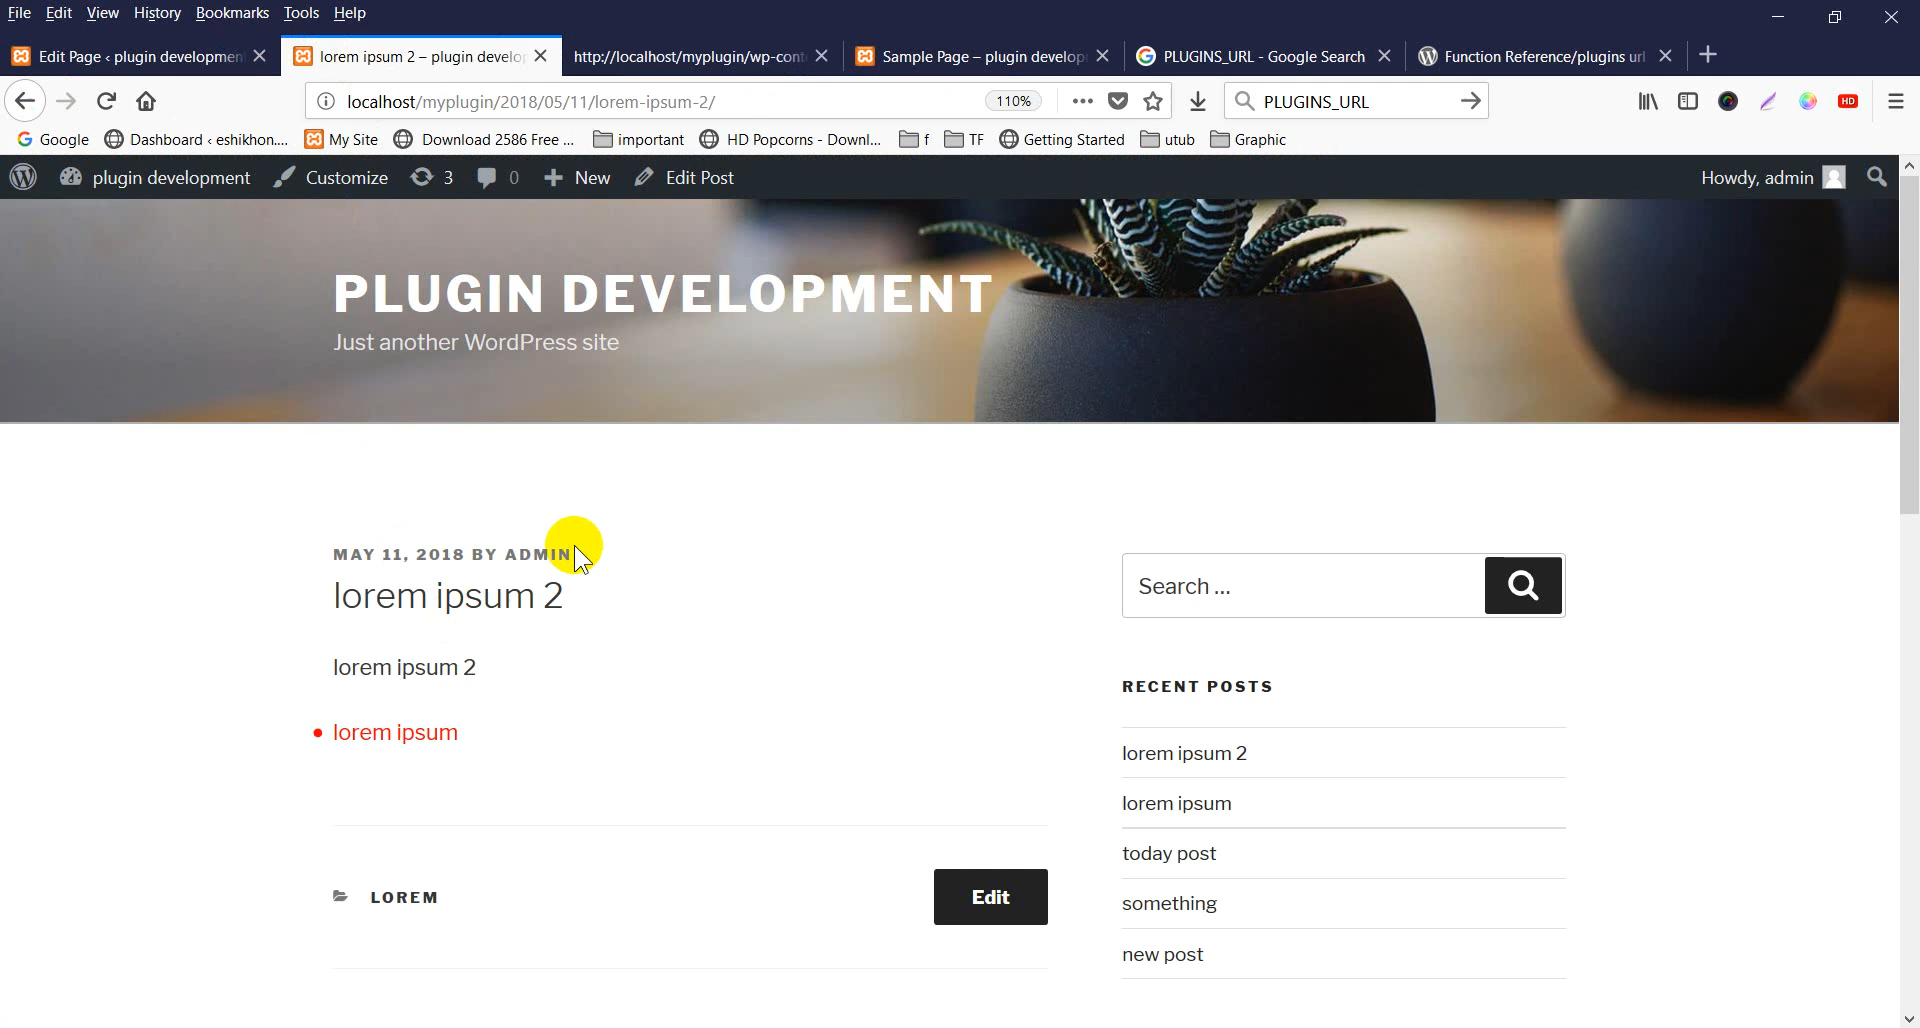 File Edit View History Bookmarks Tools Help
Edit Page ‹ plugin development
lorem ipsum 2 – plugin develo
http://localhost/myplugin/wp-cont
Sample Page – plugin develop
PLUGINS_URL - Google Search
Function Reference/plugins url
localhost/myplugin/2018/05/11/lorem-ipsum-2/ 110% PLUGINS_URL HD
Google Dashboard ‹ eshikhon.... My Site Download 2586 Free ... important HD Popcorns - Downl... f TF Getting Started utub Graphic
plugin development Customize 3 0 New Edit Post Howdy, admin
PLUGIN DEVELOPMENT
Just another WordPress site
MAY 11, 2018 BY ADMIN
lorem ipsum 2
lorem ipsum 2
lorem ipsum
LOREM
Edit
Search ...
RECENT POSTS
lorem ipsum 2
lorem ipsum
today post
something
new post